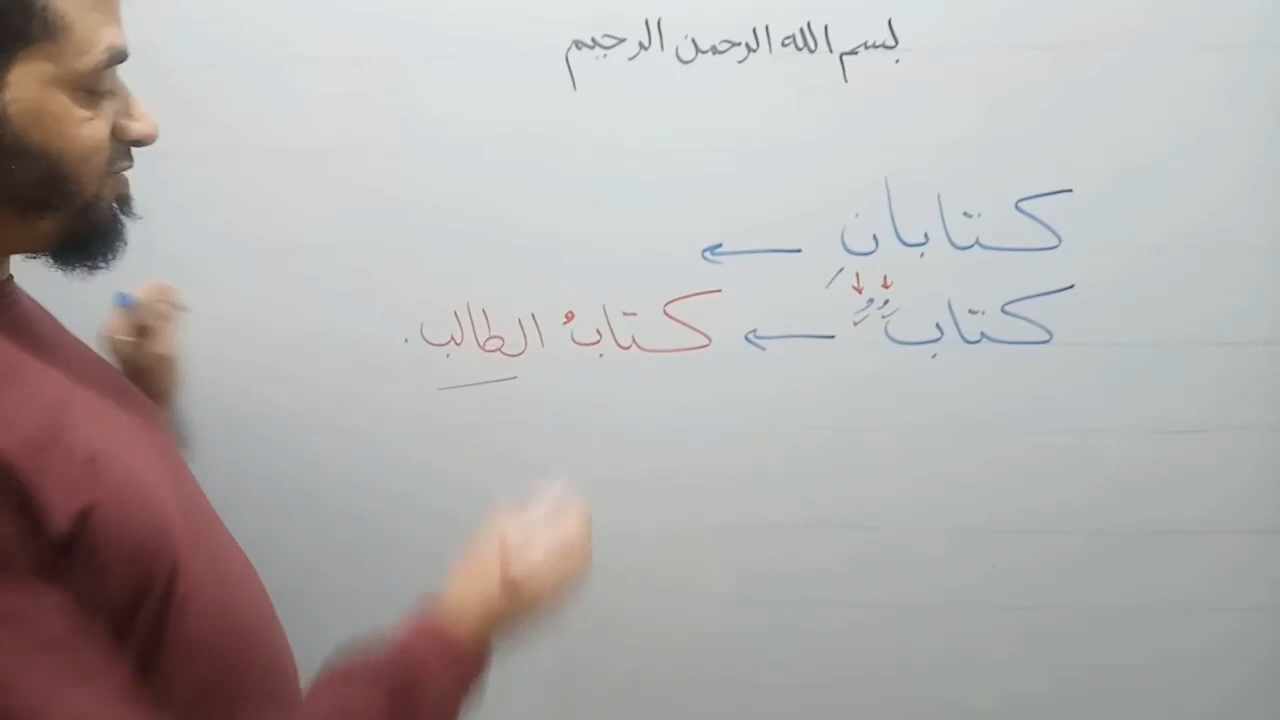 بسم الله الرحمن الرحيم
كتابانِ ←
كتاب ← كتابُ الطالب.